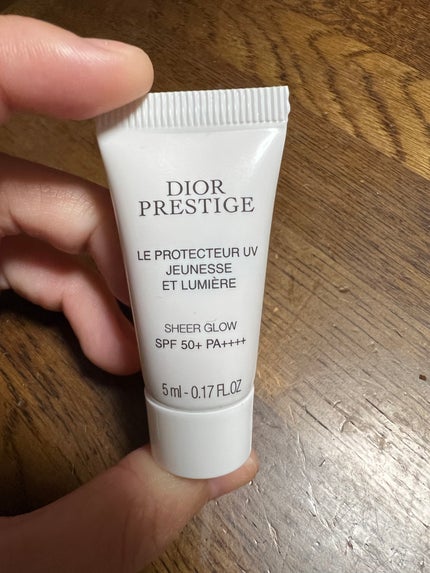 DIOR
PRESTIGE
LE PROTECTEUR UV
JEUNESSE
ET LUMIÈRE
SHEER GLOW
SPF 50+ PA++++
5 ml - 0.17 FL.OZ